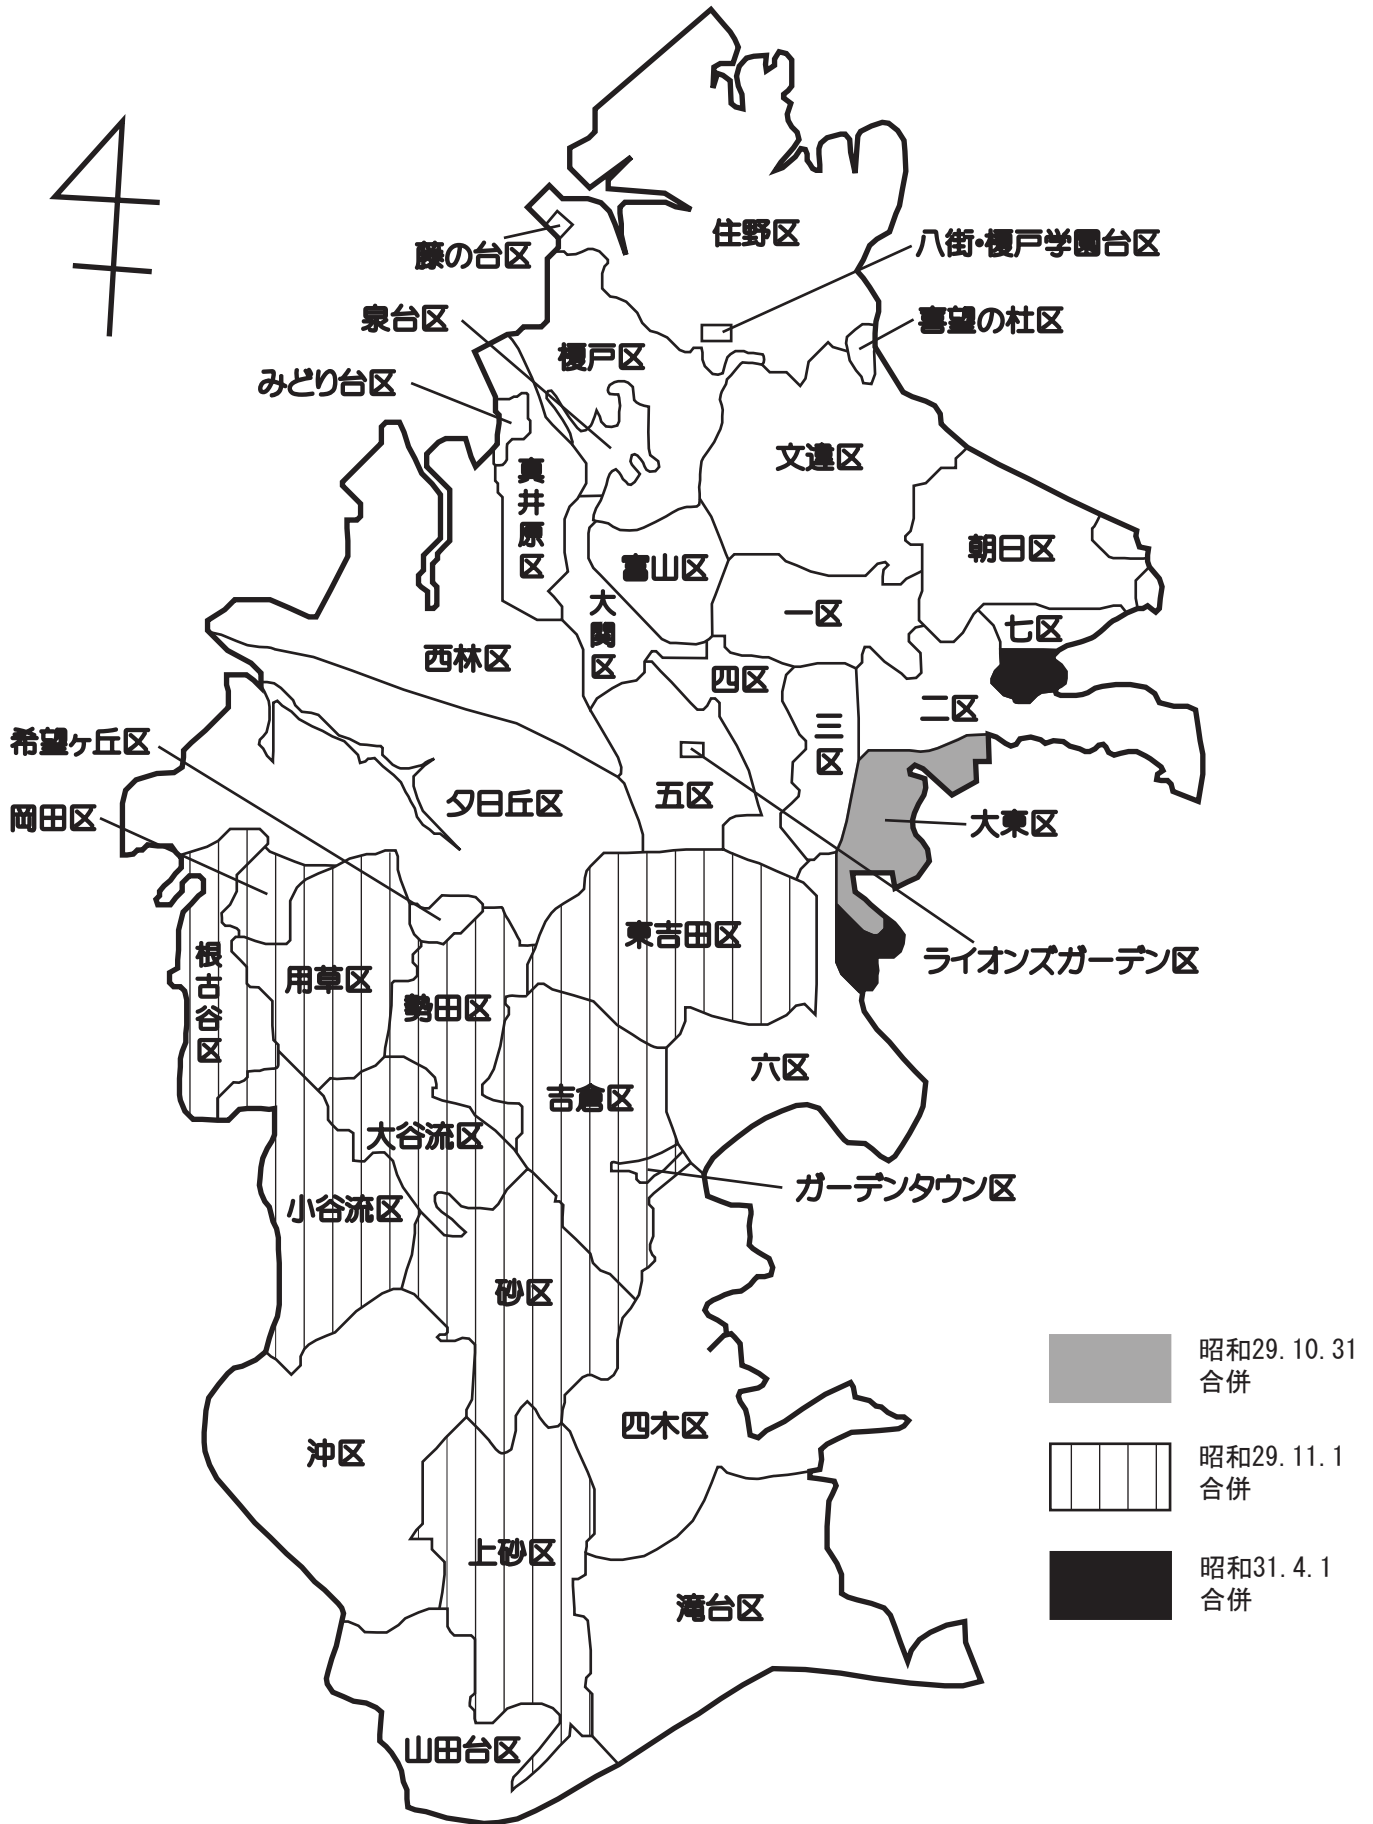 住野区
八街・榎戸学園台区
藤の台区
喜望の杜区
泉台区
榎戸区
みどり台区
文違区
真井原区
朝日区
富山区
大関区
一区
七区
西林区
四区
二区
三区
希望ヶ丘区
五区
夕日丘区
岡田区
大東区
東吉田区
根古谷区
ライオンズガーデン区
用草区
勢田区
六区
吉倉区
大谷流区
ガーデンタウン区
小谷流区
砂区
昭和29.10.31
合併
四木区
沖区
昭和29.11.1
合併
上砂区
昭和31.4.1
合併
滝台区
山田台区